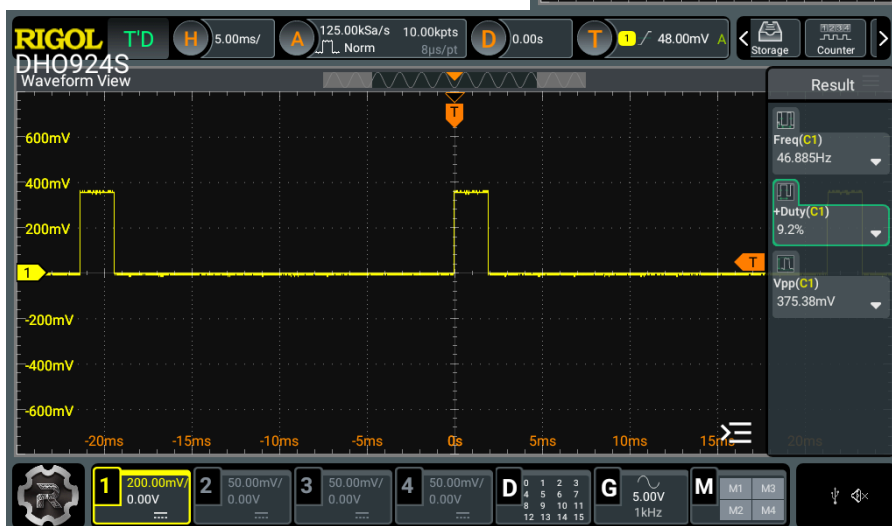 RIGOL T'D H 5.00ms/ A 125.00kSa/s 10.00kpts Norm 8µs/pt D 0.00s T 1 48.00mV A Storage Counter
DHO924S
Waveform View
T
Result
600mV
400mV
200mV
1
-200mV
-400mV
-600mV
T
-20ms -15ms -10ms -5ms 0s 5ms 10ms 15ms 20ms
Freq(C1)
46.885Hz
+Duty(C1)
9.2%
Vpp(C1)
375.38mV
1 200.00mV/ 0.00V
2 50.00mV/ 0.00V
3 50.00mV/ 0.00V
4 50.00mV/ 0.00V
D 0 1 2 3
4 5 6 7
8 9 10 11
12 13 14 15
G 5.00V 1kHz
M M1 M3
M2 M4